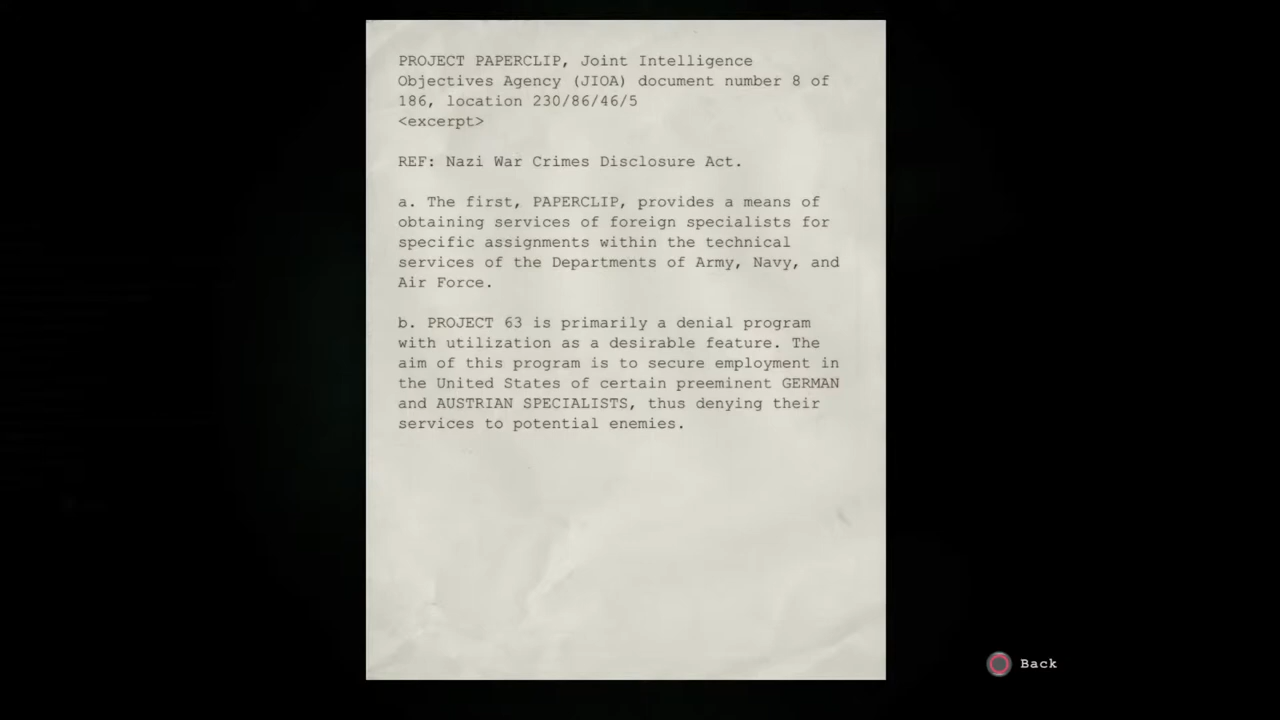 PROJECT PAPERCLIP, Joint Intelligence
Objectives Agency (JIOA) document number 8 of
186, location 230/86/46/5
<excerpt>
REF: Nazi War Crimes Disclosure Act.
a. The first, PAPERCLIP, provides a means of
obtaining services of foreign specialists for
specific assignments within the technical
services of the Departments of Army, Navy, and
Air Force.
b. PROJECT 63 is primarily a denial program
with utilization as a desirable feature. The
aim of this program is to secure employment in
the United States of certain preeminent GERMAN
and AUSTRIAN SPECIALISTS, thus denying their
services to potential enemies.
Back